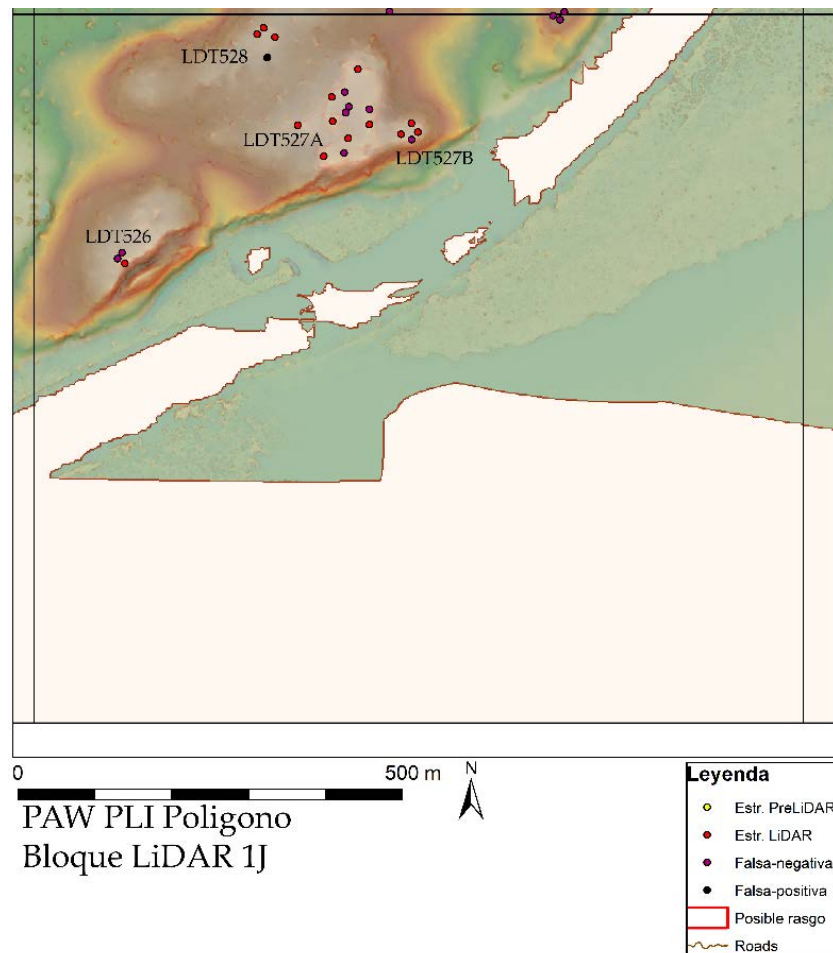 LDT528
LDT527A
LDT527B
LDT526
0 500 m
N
PAW PLI Poligono
Bloque LiDAR 1J
Leyenda
Estr. PreLiDAR
Estr. LiDAR
Falsa-negativa
Falsa-positiva
Posible rasgo
Roads